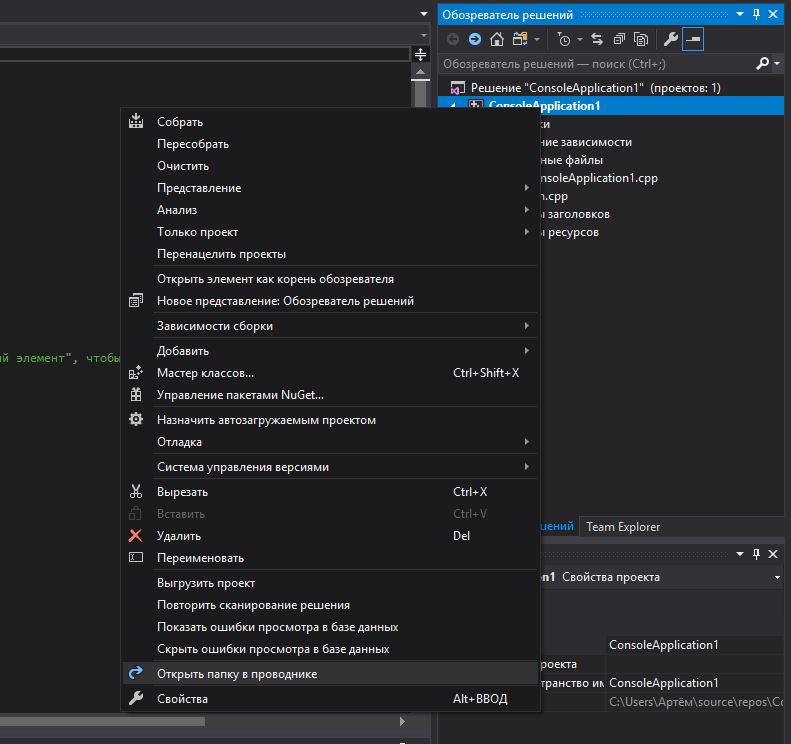 Обозреватель решений
Обозреватель решений — поиск (Ctrl+;)
Решение "ConsoleApplication1" (проектов: 1)
ConsoleApplication1
ние зависимости
ные файлы
nsoleApplication1.cpp
.cpp
ы заголовков
ы ресурсов
Собрать
Пересобрать
Очистить
Представление
Анализ
Только проект
Перенацелить проекты
Открыть элемент как корень обозревателя
Новое представление: Обозреватель решений
Зависимости сборки
Добавить
Мастер классов... Ctrl+Shift+X
Управление пакетами NuGet...
Назначить автозагружаемым проектом
Отладка
Система управления версиями
Вырезать Ctrl+X
Вставить Ctrl+V
Удалить Del
Переименовать
Выгрузить проект
Повторить сканирование решения
Показать ошибки просмотра в базе данных
Скрыть ошибки просмотра в базе данных
Открыть папку в проводнике
Свойства Alt+ВВОД
й элемент", чтобы
шений Team Explorer
n1 Свойства проекта
ConsoleApplication1
роекта
транство им ConsoleApplication1
C:\Users\Артём\source\repos\Co